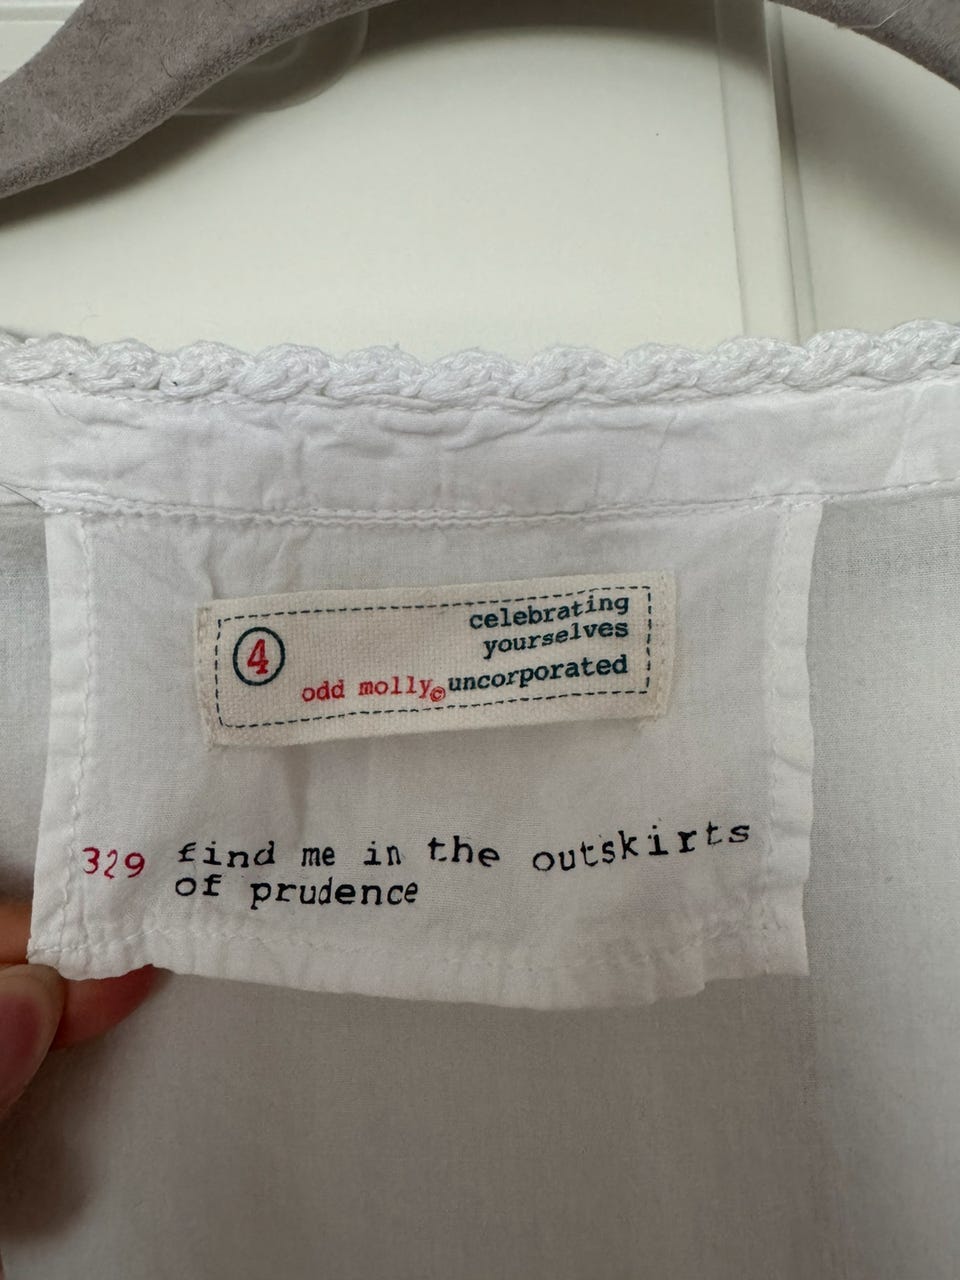 4
celebrating
yourselves
odd molly© uncorporated
329 find me in the outskirts
of prudence